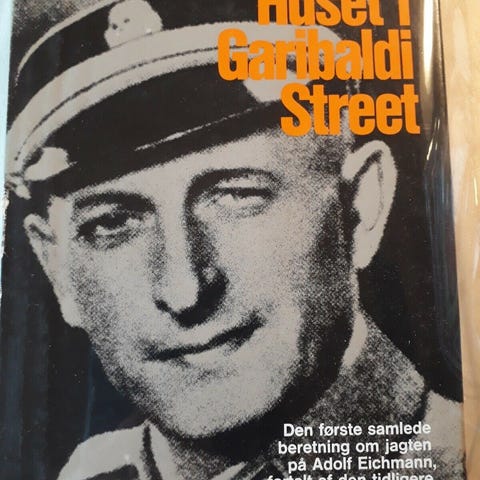 Huset i
Garibaldi
Street
Den første samlede
beretning om jagten
på Adolf Eichmann,
fortalt af den tidligere